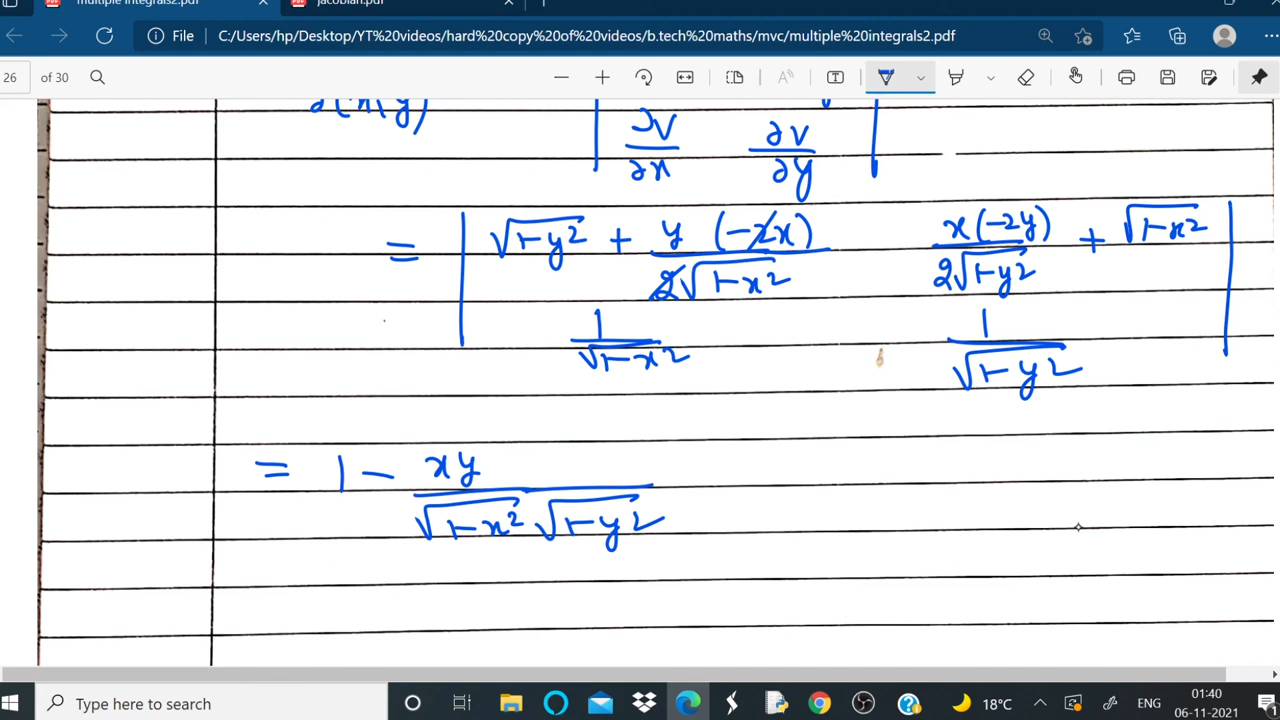 multiple integrals2.pdf
jacobian.pdf
File C:/Users/hp/Desktop/YT%20videos/hard%20copy%20of%20videos/b.tech%20maths/mvc/multiple%20integrals2.pdf
26 of 30
∂(x,y)
∂v/∂x ∂v/∂y
= | √(1-y²) + y(-2x)/2√(1-x²) x(-2y)/2√(1-y²) + √(1-x²) |
1/√(1-x²) 1/√(1-y²)
= 1 - xy/√(1-x²) √(1-y²)
Type here to search
18°C ENG 01:40
06-11-2021